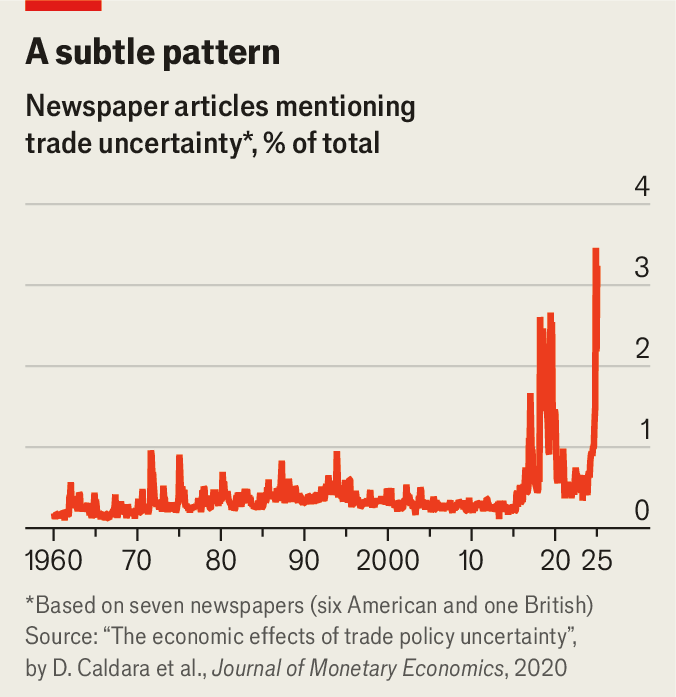 A subtle pattern
Newspaper articles mentioning
trade uncertainty*, % of total
4
3
2
1
0
1960 70 80 90 2000 10 20 25
*Based on seven newspapers (six American and one British)
Source: “The economic effects of trade policy uncertainty”,
by D. Caldara et al., Journal of Monetary Economics, 2020